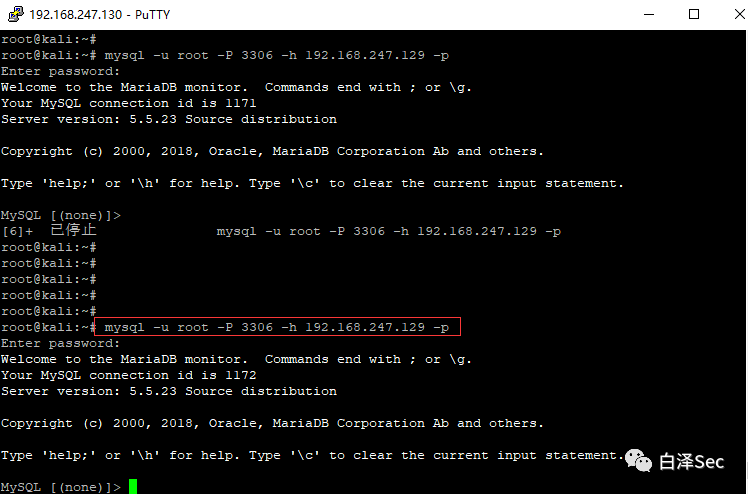 192.168.247.130 - PuTTY
root@kali:~#
root@kali:~# mysql -u root -P 3306 -h 192.168.247.129 -p
Enter password:
Welcome to the MariaDB monitor.  Commands end with ; or \g.
Your MySQL connection id is 1171
Server version: 5.5.23 Source distribution
Copyright (c) 2000, 2018, Oracle, MariaDB Corporation Ab and others.
Type 'help;' or '\h' for help. Type '\c' to clear the current input statement.
MySQL [(none)]>
[6]+  已停止               mysql -u root -P 3306 -h 192.168.247.129 -p
root@kali:~#
root@kali:~#
root@kali:~#
root@kali:~#
root@kali:~#
root@kali:~# mysql -u root -P 3306 -h 192.168.247.129 -p
Enter password:
Welcome to the MariaDB monitor.  Commands end with ; or \g.
Your MySQL connection id is 1172
Server version: 5.5.23 Source distribution
Copyright (c) 2000, 2018, Oracle, MariaDB Corporation Ab and others.
Type 'help;' or '\h' for help. Type '\c' to clear the current input statement.
白泽Sec
MySQL [(none)]>